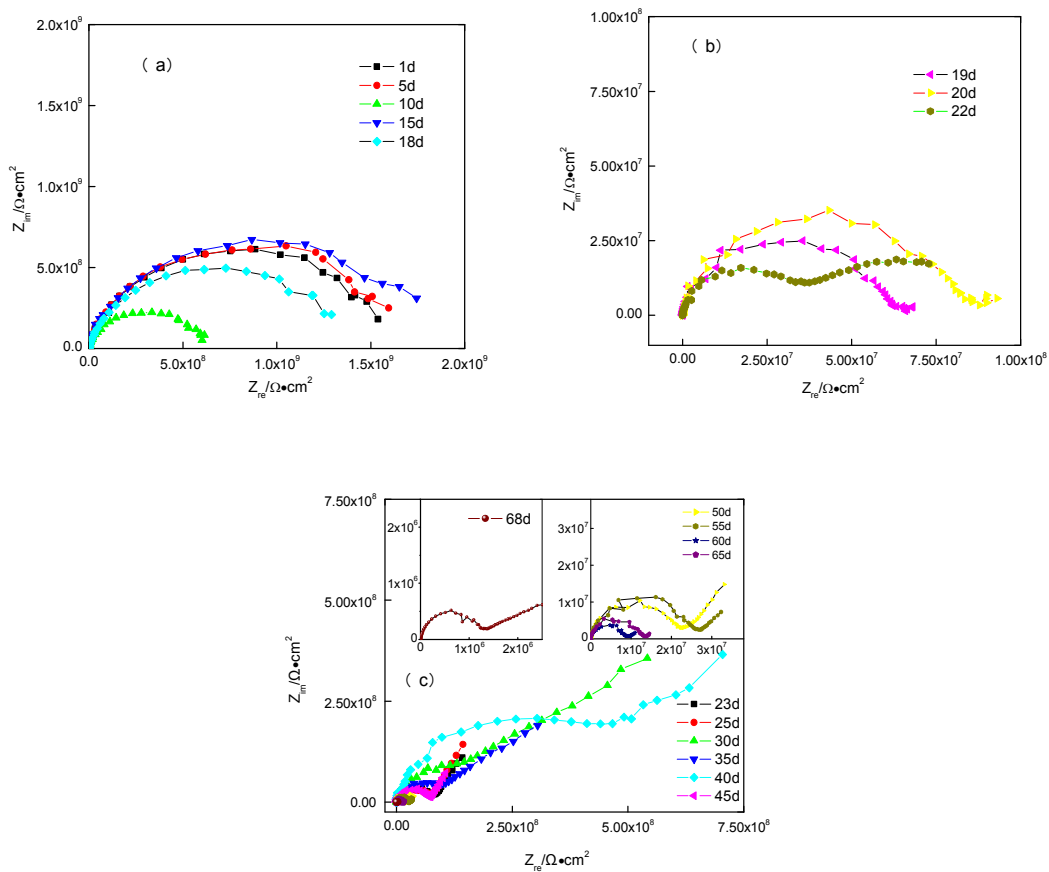 ( a)
2.0x10⁹
1.5x10⁹
1.0x10⁹
5.0x10⁸
0.0
Z_im/Ω•cm²
5.0x10⁸ 1.0x10⁹ 1.5x10⁹ 2.0x10⁹
Z_re/Ω•cm²
1d
5d
10d
15d
18d
( b)
1.00x10⁸
7.50x10⁷
5.00x10⁷
2.50x10⁷
0.00
Z_im/Ω•cm²
0.00 2.50x10⁷ 5.00x10⁷ 7.50x10⁷ 1.00x10⁸
Z_re/Ω•cm²
19d
20d
22d
( c)
7.50x10⁸
5.00x10⁸
2.50x10⁸
0.00
Z_im/Ω•cm²
0.00 2.50x10⁸ 5.00x10⁸ 7.50x10⁸
Z_re/Ω•cm²
2x10⁶
1x10⁶
0
0 1x10⁶ 2x10⁶
68d
3x10⁷
2x10⁷
1x10⁷
0
0 1x10⁷ 2x10⁷ 3x10⁷
50d
55d
60d
65d
23d
25d
30d
35d
40d
45d